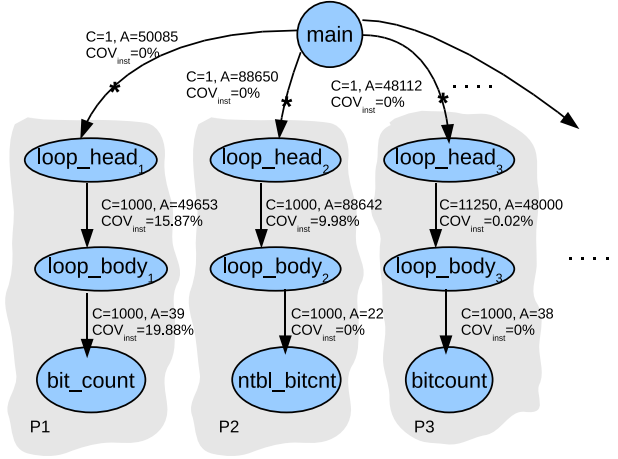 main
C=1, A=50085
COVinst=0%
C=1, A=88650
COVinst=0%
C=1, A=48112
COVinst=0%
* * * . . . .
loop_head1
loop_head2
loop_head3
C=1000, A=49653
COVinst=15.87%
C=1000, A=88642
COVinst=9.98%
C=11250, A=48000
COVinst=0.02%
. . . .
loop_body1
loop_body2
loop_body3
C=1000, A=39
COVinst=19.88%
C=1000, A=22
COVinst=0%
C=1000, A=38
COVinst=0%
bit_count
ntbl_bitcnt
bitcount
P1
P2
P3